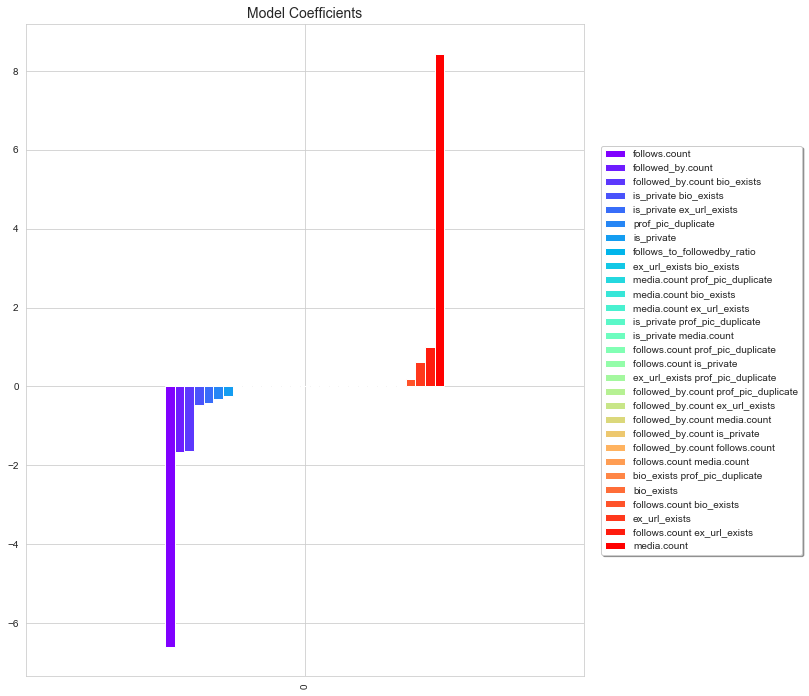 Model Coefficients
8
6
4
2
0
−2
−4
−6
0
follows.count
followed_by.count
followed_by.count bio_exists
is_private bio_exists
is_private ex_url_exists
prof_pic_duplicate
is_private
follows_to_followedby_ratio
ex_url_exists bio_exists
media.count prof_pic_duplicate
media.count bio_exists
media.count ex_url_exists
is_private prof_pic_duplicate
is_private media.count
follows.count prof_pic_duplicate
follows.count is_private
ex_url_exists prof_pic_duplicate
followed_by.count prof_pic_duplicate
followed_by.count ex_url_exists
followed_by.count media.count
followed_by.count is_private
followed_by.count follows.count
follows.count media.count
bio_exists prof_pic_duplicate
bio_exists
follows.count bio_exists
ex_url_exists
follows.count ex_url_exists
media.count